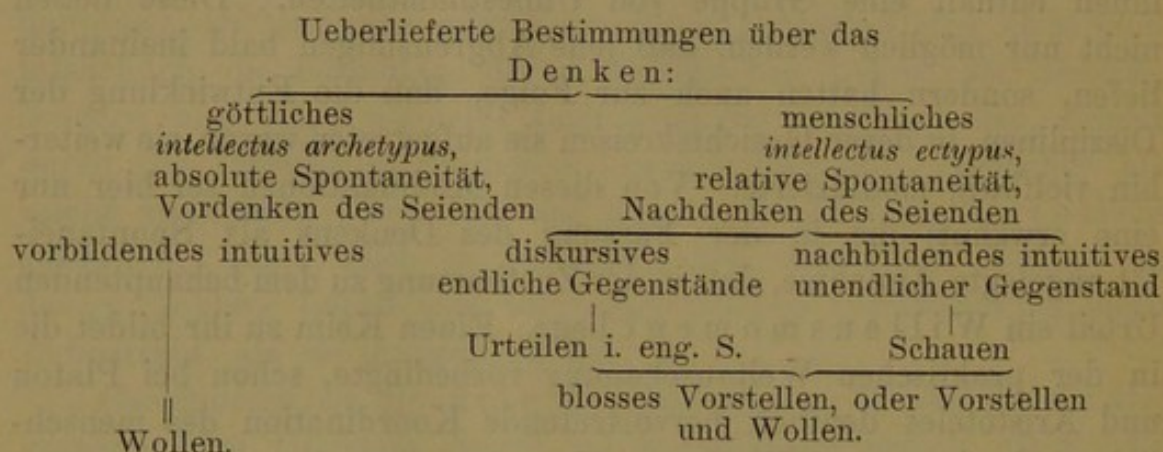 Ueberlieferte Bestimmungen über das
Denken:
göttliches menschliches
intellectus archetypus, intellectus ectypus,
absolute Spontaneität, relative Spontaneität,
Vordenken des Seienden Nachdenken des Seienden
vorbildendes intuitives diskursives nachbildendes intuitives
endliche Gegenstände unendlicher Gegenstand
Urteilen i. eng. S. Schauen
blosses Vorstellen, oder Vorstellen
und Wollen.
Wollen.